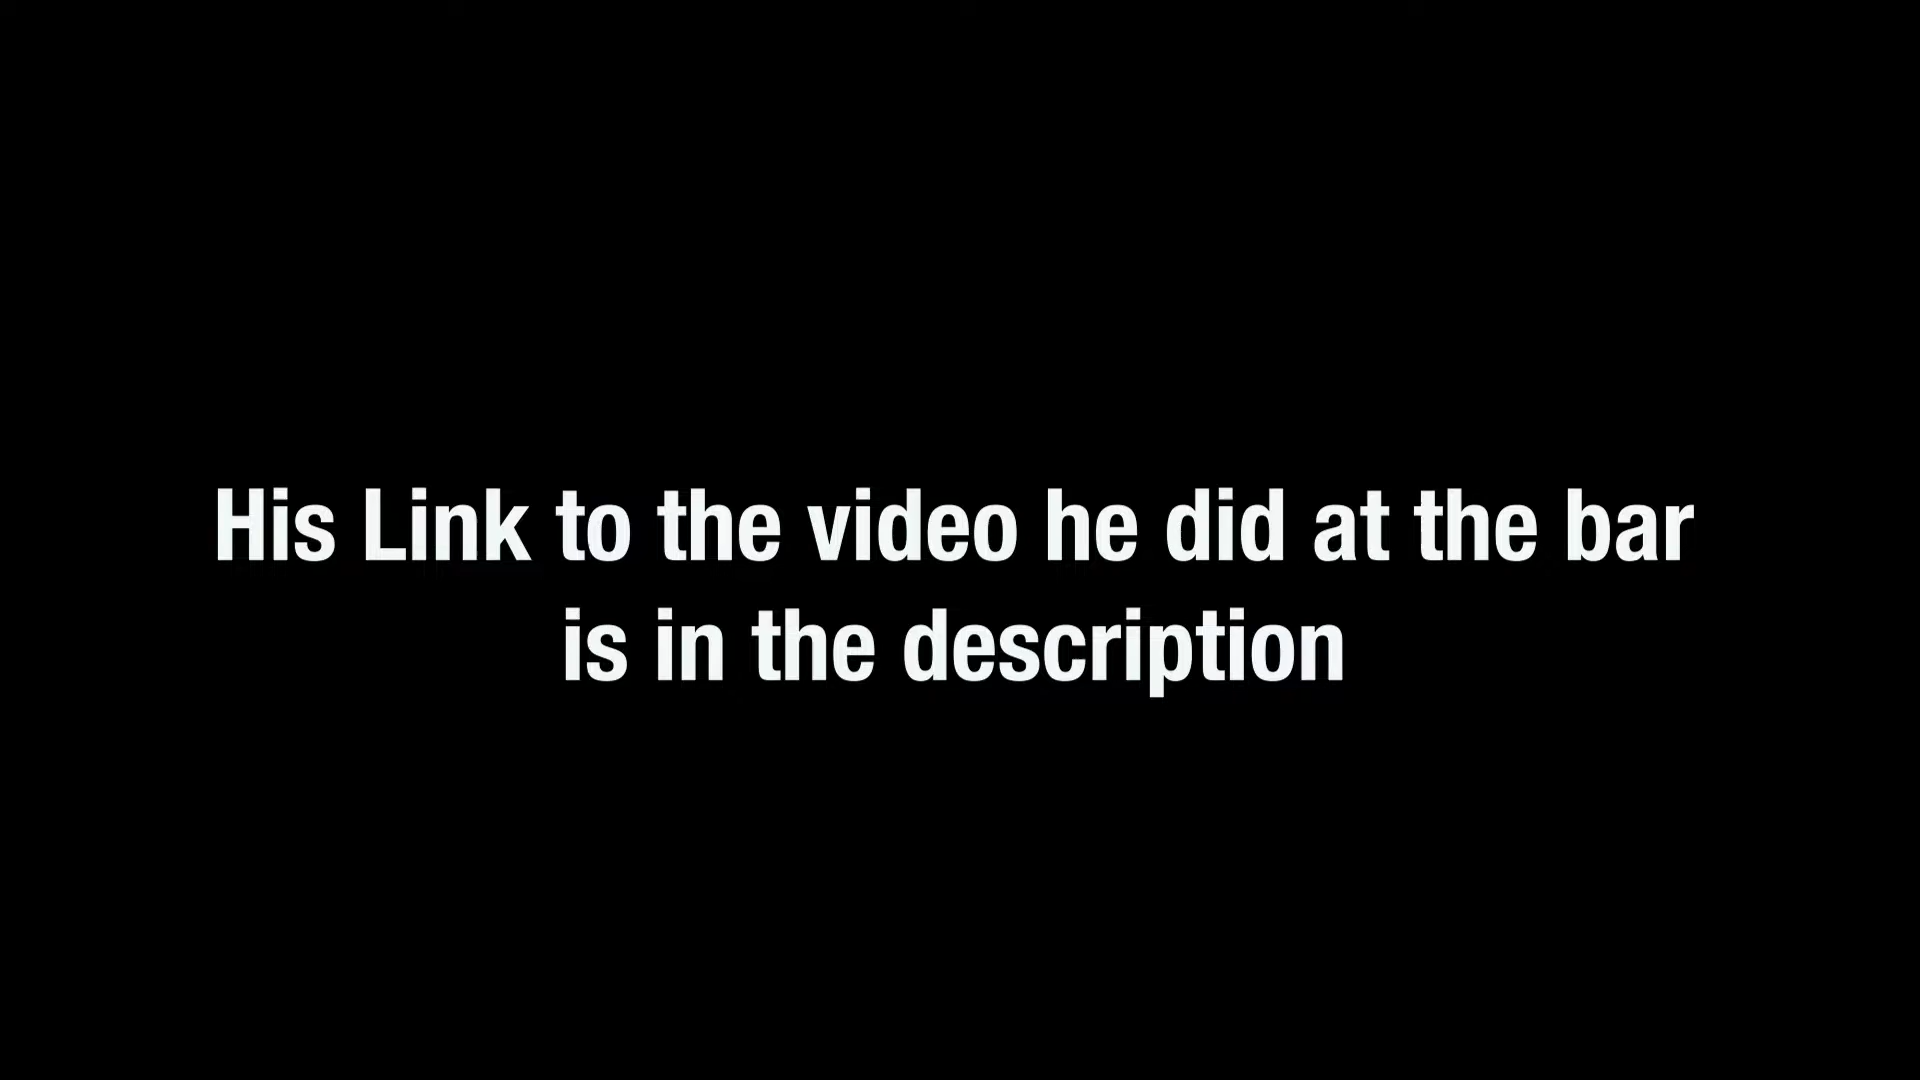 His Link to the video he did at the bar
is in the description